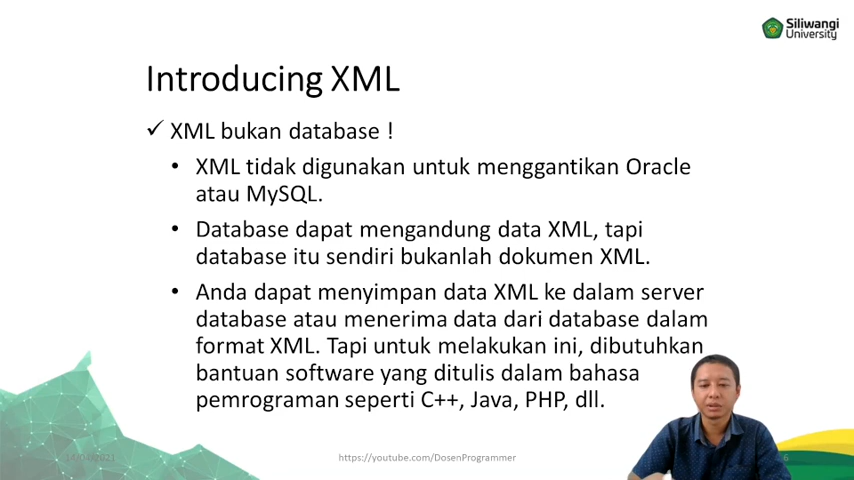 Siliwangi
University
Introducing XML
✓ XML bukan database !
• XML tidak digunakan untuk menggantikan Oracle
atau MySQL.
• Database dapat mengandung data XML, tapi
database itu sendiri bukanlah dokumen XML.
• Anda dapat menyimpan data XML ke dalam server
database atau menerima data dari database dalam
format XML. Tapi untuk melakukan ini, dibutuhkan
bantuan software yang ditulis dalam bahasa
pemrograman seperti C++, Java, PHP, dll.
https://youtube.com/DosenProgrammer
6